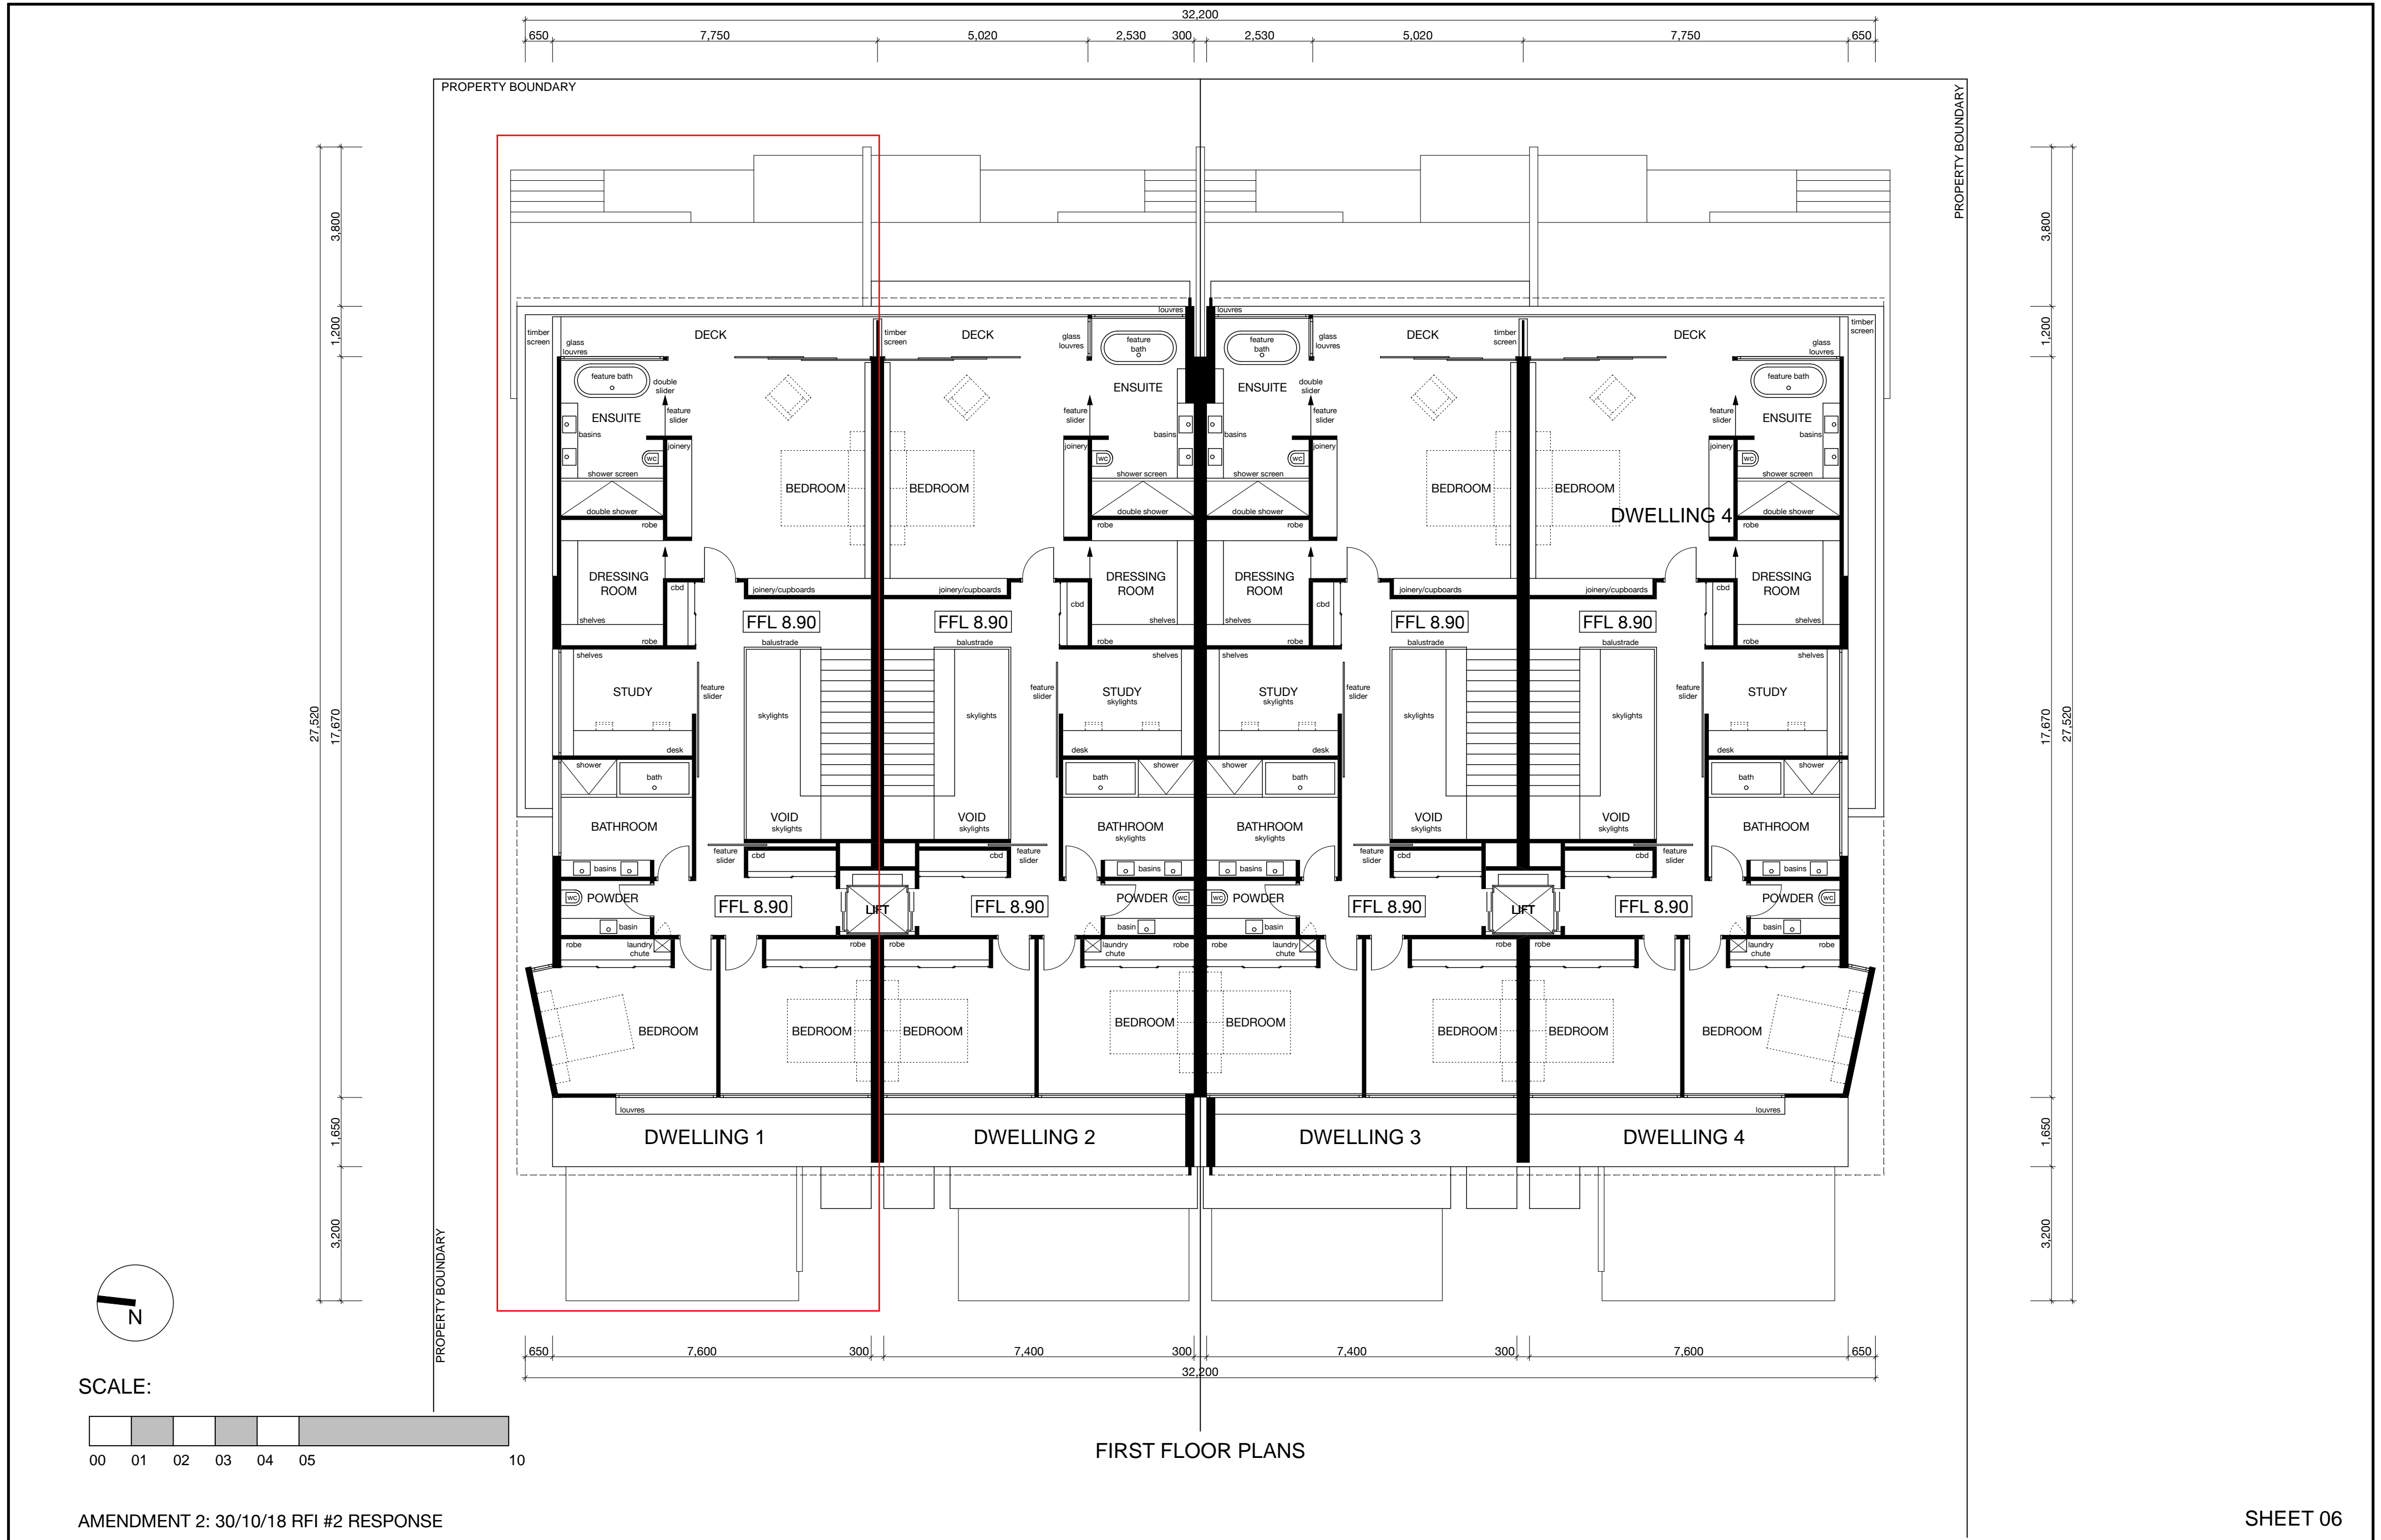 32,200
650 7,750 5,020 2,530 300 2,530 5,020 7,750 650
PROPERTY BOUNDARY
PROPERTY BOUNDARY
3,800
1,200
27,520
17,670
1,650
3,200
3,800
1,200
17,670
27,520
1,650
3,200
louvres louvres
timber
screen
DECK
timber
screen
DECK
DECK
timber
screen
DECK
timber
screen
glass
louvres
glass
louvres
glass
louvres
feature bath
feature
bath
feature
bath
feature bath
double
slider
double
slider
ENSUITE ENSUITE ENSUITE ENSUITE
feature
slider
feature
slider
feature
slider
feature
slider
basins basins basins basins
joinery joinery joinery joinery
wc wc wc wc
shower screen shower screen shower screen shower screen
BEDROOM BEDROOM BEDROOM BEDROOM
double shower double shower double shower double shower
DWELLING 4
robe robe robe robe
DRESSING
ROOM
DRESSING
ROOM
DRESSING
ROOM
DRESSING
ROOM
cbd joinery/cupboards joinery/cupboards cbd cbd joinery/cupboards joinery/cupboards cbd
FFL 8.90 FFL 8.90 FFL 8.90 FFL 8.90
shelves shelves shelves shelves
robe balustrade balustrade robe robe balustrade balustrade robe
shelves shelves shelves shelves
STUDY
feature
slider
feature
slider
STUDY
skylights
STUDY
skylights
feature
slider
feature
slider
STUDY
skylights skylights skylights skylights
desk desk desk desk
shower bath bath shower shower bath bath shower
BATHROOM
VOID
skylights
VOID
skylights
BATHROOM
skylights
BATHROOM
skylights
VOID
skylights
VOID
skylights
BATHROOM
feature
slider
cbd cbd
feature
slider
feature
slider
cbd cbd
feature
slider
basins basins basins basins
wc POWDER POWDER wc wc POWDER POWDER wc
FFL 8.90 LIFT FFL 8.90 FFL 8.90 LIFT FFL 8.90
basin basin basin basin
robe
laundry
chute
robe robe
laundry
chute
robe robe
laundry
chute
robe robe
laundry
chute
robe
BEDROOM BEDROOM BEDROOM BEDROOM BEDROOM BEDROOM BEDROOM BEDROOM
louvres louvres
DWELLING 1 DWELLING 2 DWELLING 3 DWELLING 4
PROPERTY BOUNDARY
N
650 7,600 300 7,400 300 7,400 300 7,600 650
32,200
SCALE:
00 01 02 03 04 05 10
FIRST FLOOR PLANS
AMENDMENT 2: 30/10/18 RFI #2 RESPONSE
SHEET 06